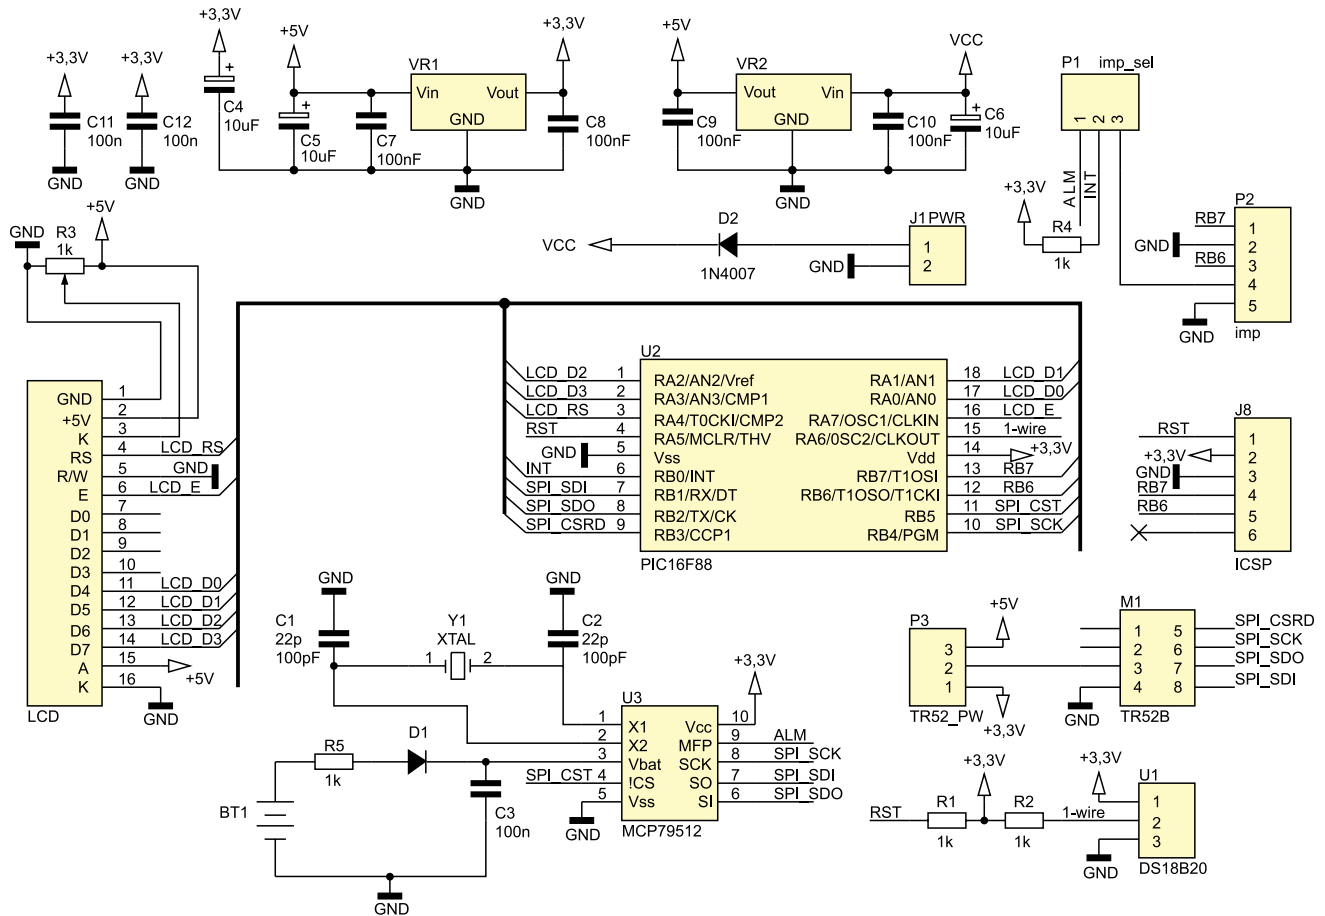 +3,3V
+3,3V
C11
100n
C12
100n
GND
GND
+3,3V
+
C4
10uF
+5V
+
C5
10uF
C7
100nF
VR1
Vin
Vout
GND
+3,3V
C8
100nF
GND
+5V
C9
100nF
VR2
Vout
Vin
GND
VCC
C10
100nF
+
C6
10uF
GND
P1
imp_sel
1
2
3
ALM
INT
+3,3V
R4
1k
P2
RB7
GND
RB6
1
2
3
4
5
GND
imp
VCC
D2
1N4007
J1PWR
1
2
GND
GND
R3
1k
+5V
GND 1
+5V 2
K 3
RS 4 LCD_RS
R/W 5 GND
E 6 LCD_E
D0 7
D1 8
D2 9
D3 10
D4 11 LCD_D0
D5 12 LCD_D1
D6 13 LCD_D2
D7 14 LCD_D3
A 15 +5V
K 16
LCD
GND
U2
LCD_D2 1 RA2/AN2/Vref RA1/AN1 18 LCD_D1
LCD_D3 2 RA3/AN3/CMP1 RA0/AN0 17 LCD_D0
LCD_RS 3 RA4/T0CKI/CMP2 RA7/OSC1/CLKIN 16 LCD_E
RST 4 RA5/MCLR/THV RA6/0SC2/CLKOUT 15 1-wire
GND 5 Vss Vdd 14 +3,3V
INT 6 RB0/INT RB7/T1OSI 13 RB7
SPI_SDI 7 RB1/RX/DT RB6/T1OSO/T1CKI 12 RB6
SPI_SDO 8 RB2/TX/CK RB5 11 SPI_CST
SPI_CSRD 9 RB3/CCP1 RB4/PGM 10 SPI_SCK
PIC16F88
J8
RST 1
+3,3V 2
GND 3
RB7 4
RB6 5
6
ICSP
GND
C1
22p
100pF
Y1
XTAL
1 2
GND
C2
22p
100pF
+3,3V
U3
1 X1 Vcc 10
2 X2 MFP 9 ALM
3 Vbat SCK 8 SPI_SCK
SPI_CST 4 !CS SO 7 SPI_SDI
5 Vss SI 6 SPI_SDO
GND
MCP79512
R5
1k
D1
BT1
C3
100n
GND
P3
+5V
3
2
1
TR52_PW
+3,3V
M1
1 5 SPI_CSRD
2 6 SPI_SCK
3 7 SPI_SDO
4 8 SPI_SDI
GND
TR52B
RST
R1
1k
+3,3V
R2
1k
1-wire
+3,3V
U1
1
2
3
GND
DS18B20